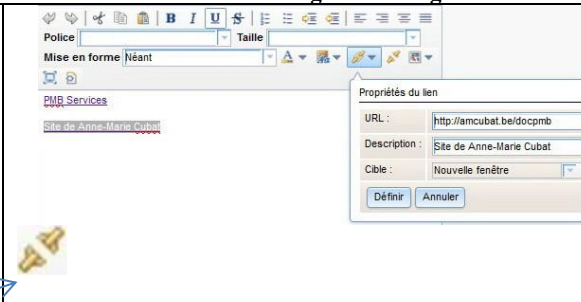 B I U S
Police Taille
Mise en forme Néant
PMB Services
Site de Anne-Marie Cubat
Propriétés du lien
URL : http://amcubat.be/docpmb
Description : Site de Anne-Marie Cubat
Cible : Nouvelle fenêtre
Définir Annuler